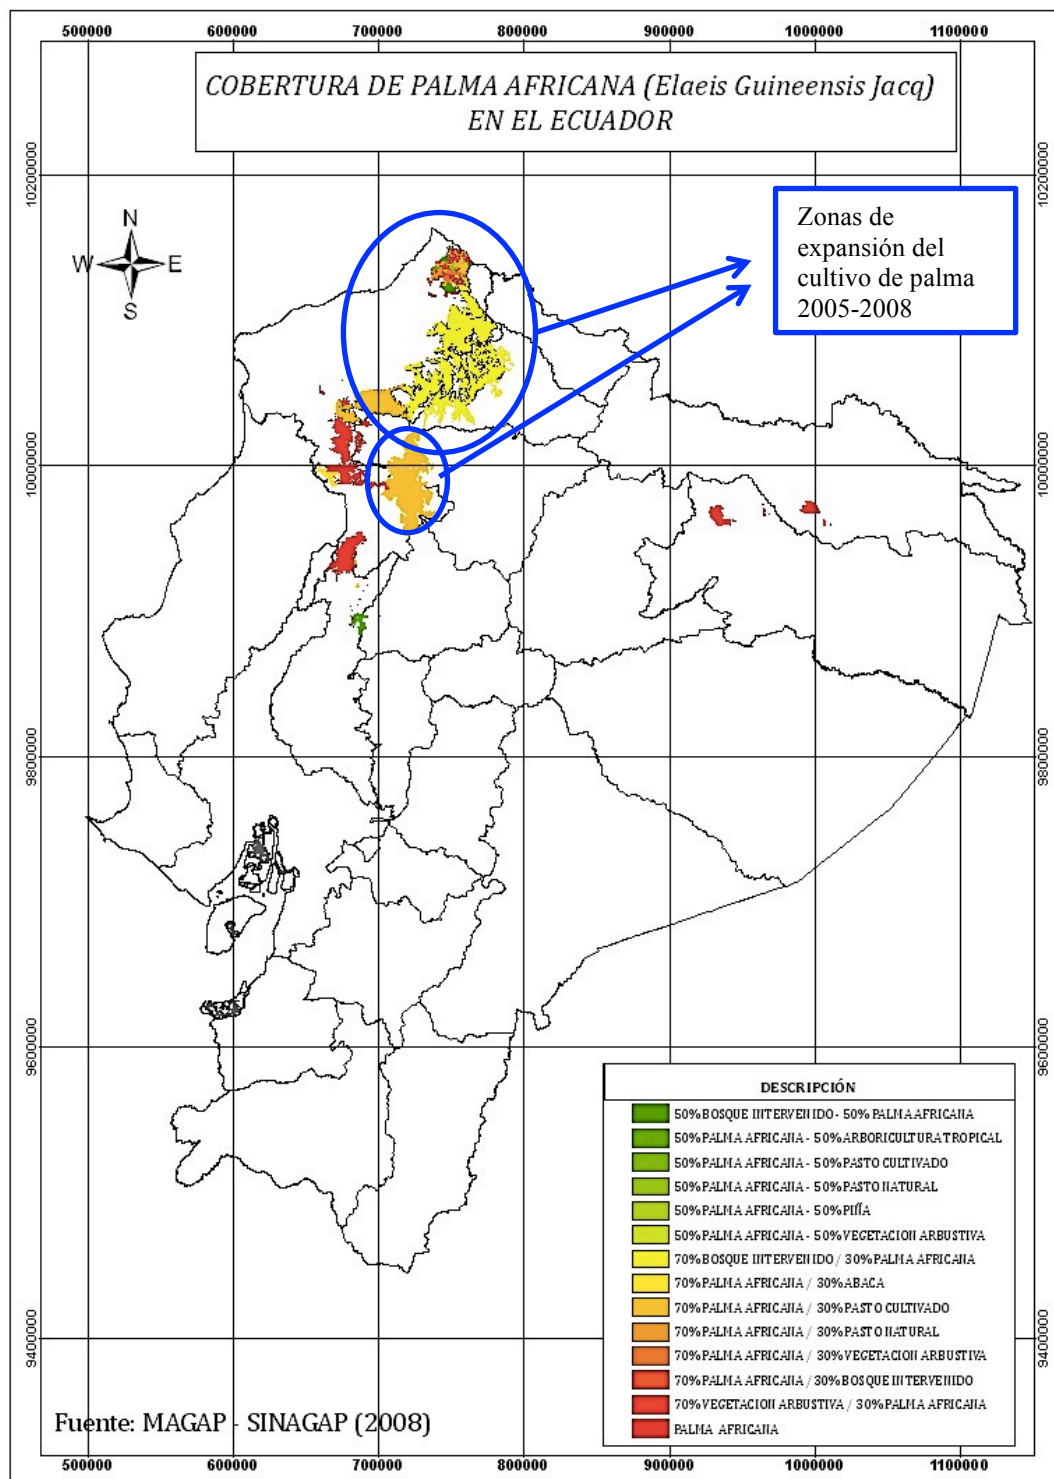 500000 600000 700000 800000 900000 1000000 1100000
COBERTURA DE PALMA AFRICANA (Elaeis Guineensis Jacq)
EN EL ECUADOR
10200000 10200000
N
W E
S
Zonas de
expansión del
cultivo de palma
2005-2008
10000000 10000000
9800000 9800000
9600000 9600000
DESCRIPCIÓN
50% BOSQUE INTERVENIDO - 50% PALMA AFRICANA
50% PALMA AFRICANA - 50% ARBORICULTURA TROPICAL
50% PALMA AFRICANA - 50% PASTO CULTIVADO
50% PALMA AFRICANA - 50% PASTO NATURAL
50% PALMA AFRICANA - 50% PIÑA
50% PALMA AFRICANA - 50% VEGETACION ARBUSTIVA
70% BOSQUE INTERVENIDO / 30% PALMA AFRICANA
70% PALMA AFRICANA / 30% ABACA
70% PALMA AFRICANA / 30% PASTO CULTIVADO
70% PALMA AFRICANA / 30% PASTO NATURAL
70% PALMA AFRICANA / 30% VEGETACION ARBUSTIVA
70% PALMA AFRICANA / 30% BOSQUE INTERVENIDO
70% VEGETACION ARBUSTIVA / 30% PALMA AFRICANA
PALMA AFRICANA
9400000 9400000
Fuente: MAGAP - SINAGAP (2008)
500000 600000 700000 800000 900000 1000000 1100000